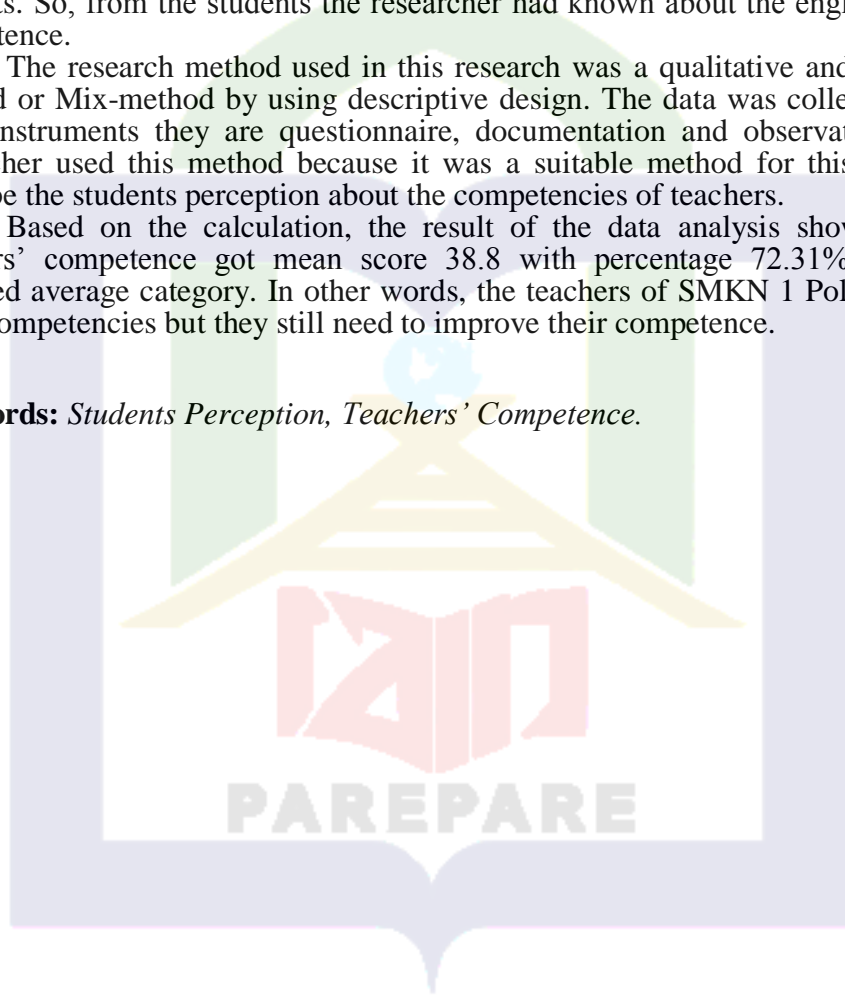 ts. So, from the students the researcher had known about the engl
tence.
The research method used in this research was a qualitative and
d or Mix-method by using descriptive design. The data was colle
nstruments they are questionnaire, documentation and observat
her used this method because it was a suitable method for this
be the students perception about the competencies of teachers.
Based on the calculation, the result of the data analysis shov
rs’ competence got mean score 38.8 with percentage 72.31%
ed average category. In other words, the teachers of SMKN 1 Pol
ompetencies but they still need to improve their competence.
ords: Students Perception, Teachers’ Competence.
iain
PAREPARE